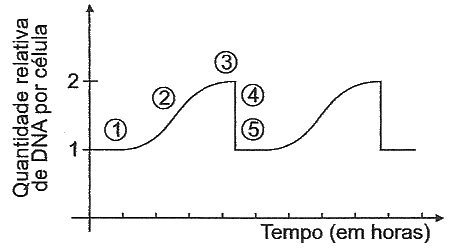 Quantidade relativa
de DNA por célula
2
1
①
②
③
④
⑤
Tempo (em horas)